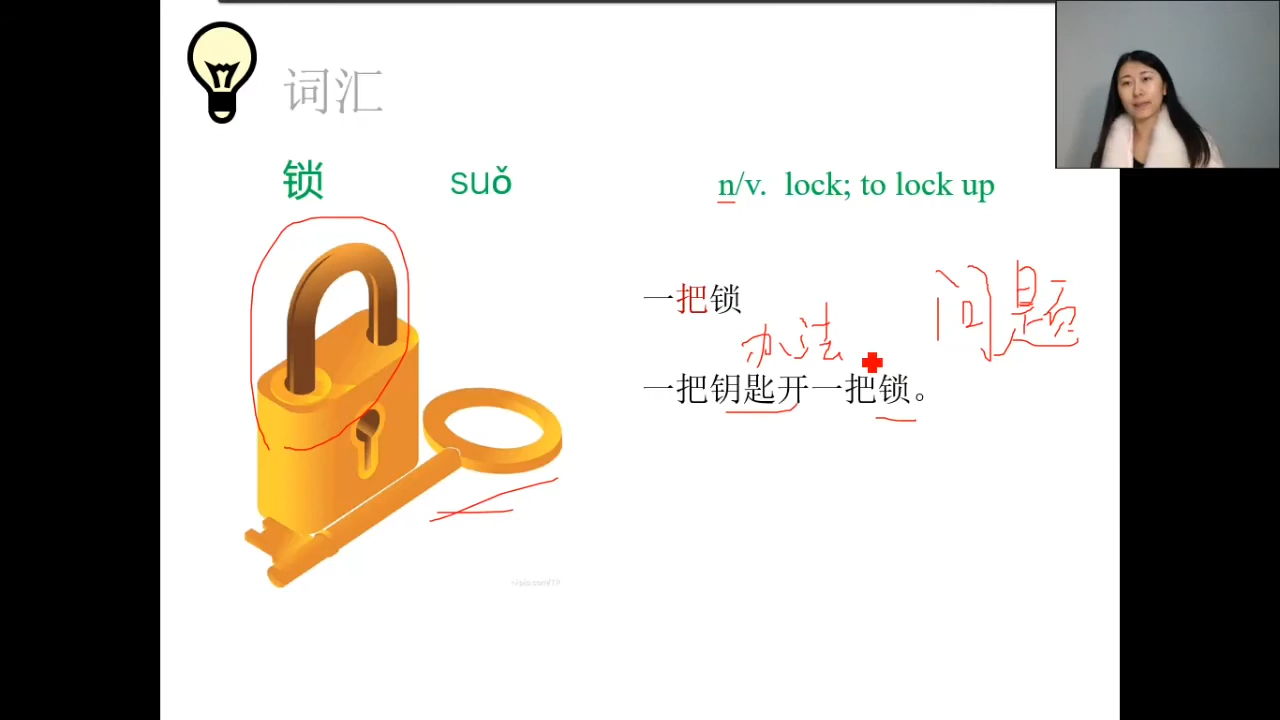 词汇
锁 suǒ n/v. lock; to lock up
一把锁
问题
办法
一把钥匙开一把锁。